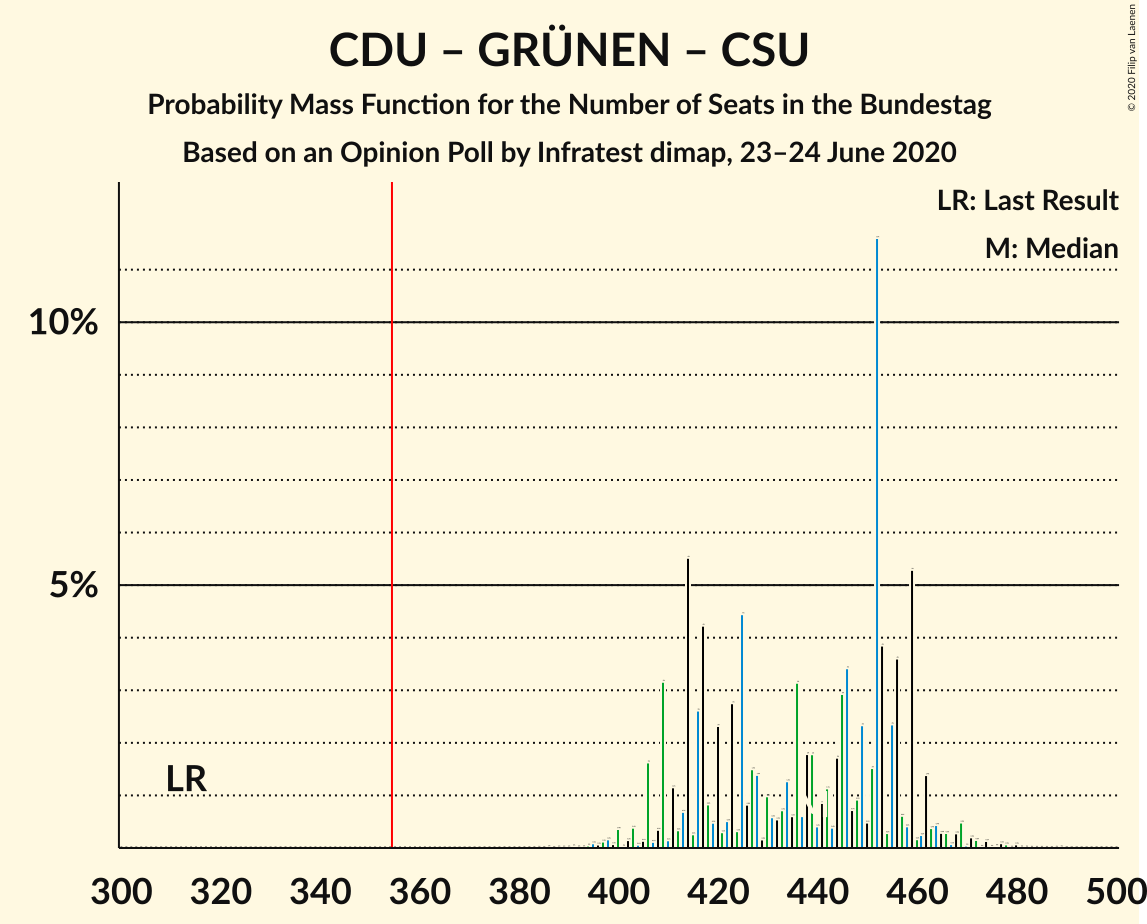 CDU – GRÜNEN – CSU
Probability Mass Function for the Number of Seats in the Bundestag
Based on an Opinion Poll by Infratest dimap, 23–24 June 2020
© 2020 Filip van Laenen
LR: Last Result
M: Median
10%
5%
LR
M
300 320 340 360 380 400 420 440 460 480 500